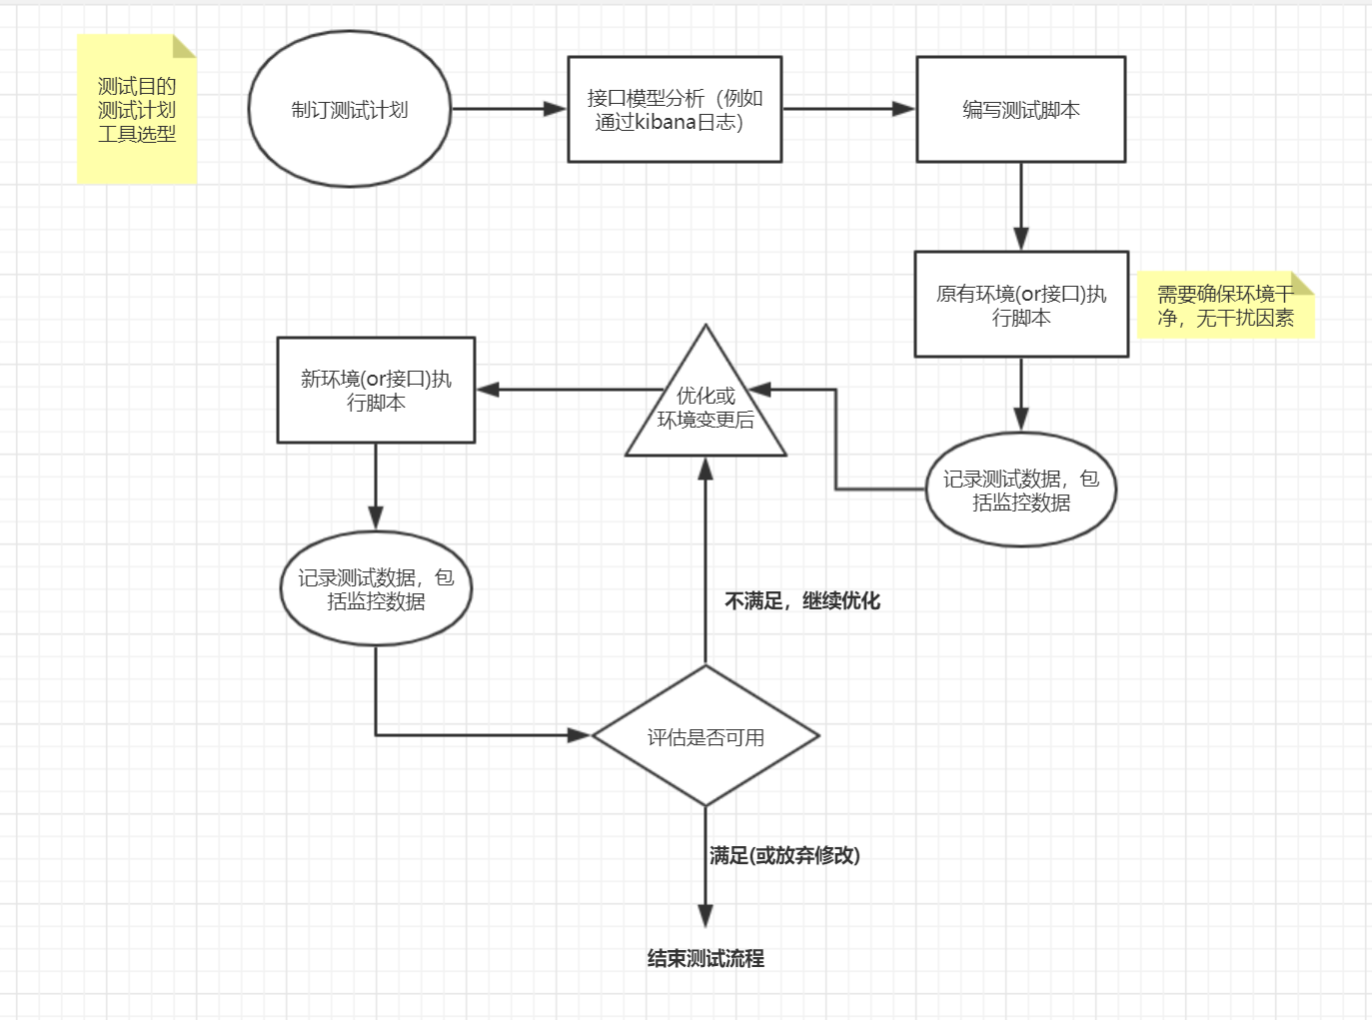 测试目的
测试计划
工具选型
制订测试计划
接口模型分析（例如
通过kibana日志）
编写测试脚本
原有环境(or接口)执
行脚本
需要确保环境干
净，无干扰因素
记录测试数据，包
括监控数据
优化或
环境变更后
新环境(or接口)执
行脚本
记录测试数据，包
括监控数据
评估是否可用
不满足，继续优化
满足(或放弃修改)
结束测试流程